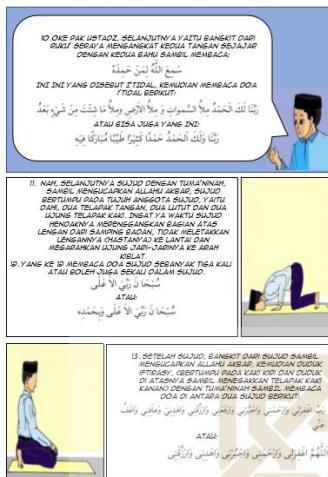 10. OKE PAK USTADZ, SELANJUTNYA YAITU BANGKIT DARI
RUKU' SERAYA MENGANGKAT KEDUA TANGAN SEJAJAR
DENGAN KEDUA BAHU SAMBIL MEMBACA:
سَمِعَ اللَّهُ لِمَنْ حَمِدَهُ
INI INI YANG DISEBUT I'TIDAL, KEMUDIAN MEMBACA DOA
I'TIDAL BERIKUT:
رَبَّنَا لَكَ الْحَمْدُ مِلْأُ السَّموتِ وَ مِلْأُ الْاَرْضِ وَمِلْأُ مَا شِئْتَ مِنْ شَيْءٍ بَعْدُ
ATAU BISA JUGA YANG INI:
رَبَّنَا وَلَكَ الْحَمْدُ حَمْدًا كَثِيْرًا طَيِّبًا مُبَارَكًا فِيْهِ
11. NAH, SELANJUTNYA SUJUD DENGAN TUMA'NINAH,
SAMBIL MENGUCAPKAN ALLAHU AKBAR, SUJUD
BERTUMPU PADA TUJUH ANGGOTA SUJUD, YAITU
DAHI, DUA TELAPAK TANGAN, DUA LUTUT DAN DUA
UJUNG TELAPAK KAKI. INGAT YA WAKTU SUJUD
HENDAKNYA MERENGGANGKAN BAGIAN ATAS
LENGAN DARI SAMPING BADAN, TIDAK MELETAKKAN
LENGANNYA (HASTANYA) KE LANTAI DAN
MEGARAHKAN UJUNG JARI-JARINYA KE ARAH
KIBLAT.
12. YANG KE 12 MEMBACA DOA SUJUD SEBANYAK TIGA KALI
ATAU BOLEH JUGA SEKALI DALAM SUJUD.
سُبْحَا نَ رَبِّيَ الْاَ عْلَى
ATAU:
سُبْحَا نَ رَبِّيَ الْاَ عْلَى وَبِحَمْدِهِ
13. SETELAH SUJUD, BANGKIT DARI SUJUD SAMBIL
MENGUCAPKAN ALLAHU AKBAR, KEMUDIAN DUDUK
IFTIRASY, (BERTUMPU PADA KAKI KIRI DAN DUDUK
DI ATASNYA SAMBIL MENEGAKKAN TELAPAK KAKI
KANAN) DENGAN TUMA'NINAH SAMBIL MEMBACA
DOA DI ANTARA DUA SUJUD BERIKUT:
رَبِّ اغْفِرْلِيْ وَارْحَمْنِيْ وَاجْبُرْنِيْ وَارْفَعْنِيْ وَارْزُقْنِيْ وَاهْدِنِيْ وَعَافِنِيْ وَاعْفُ
عَنِّيْ
ATAU:
اَللَّهُمَّ اغْفِرْلِيْ وَارْحَمْنِيْ وَاجْبُرْنِيْ وَاهْدِنِيْ وَارْزُقْنِيْ